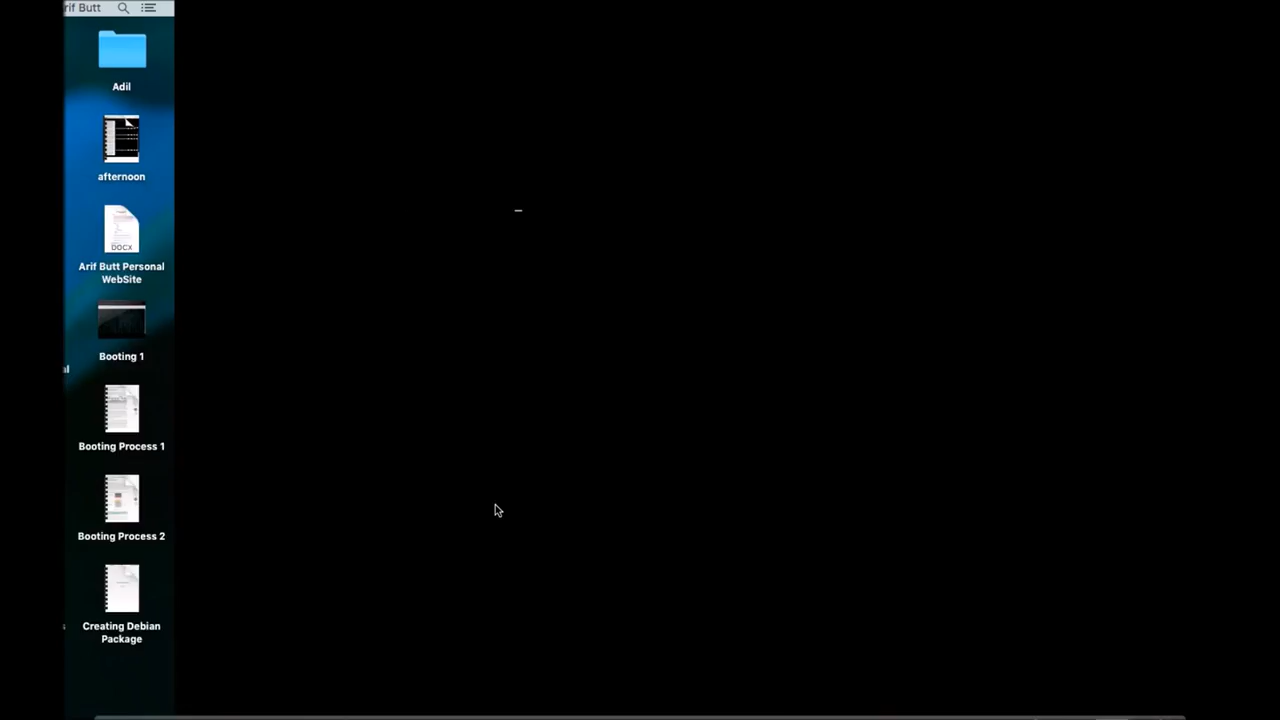 rif Butt
Adil
afternoon
DOCX
Arif Butt Personal
WebSite
Booting 1
al
Booting Process 1
Booting Process 2
Creating Debian
s
Package